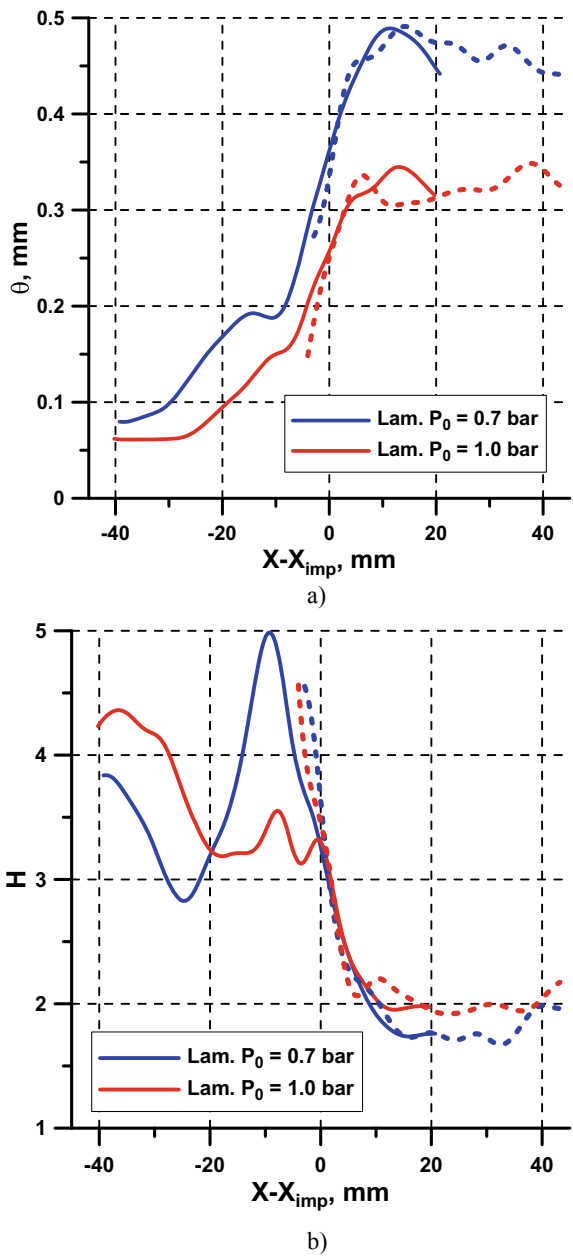 0.5
0.4
0.3
0.2
0.1
0
θ, mm
Lam. P0 = 0.7 bar
Lam. P0 = 1.0 bar
-40 -20 0 20 40
X-Ximp, mm
a)
5
4
3
2
1
H
Lam. P0 = 0.7 bar
Lam. P0 = 1.0 bar
-40 -20 0 20 40
X-Ximp, mm
b)